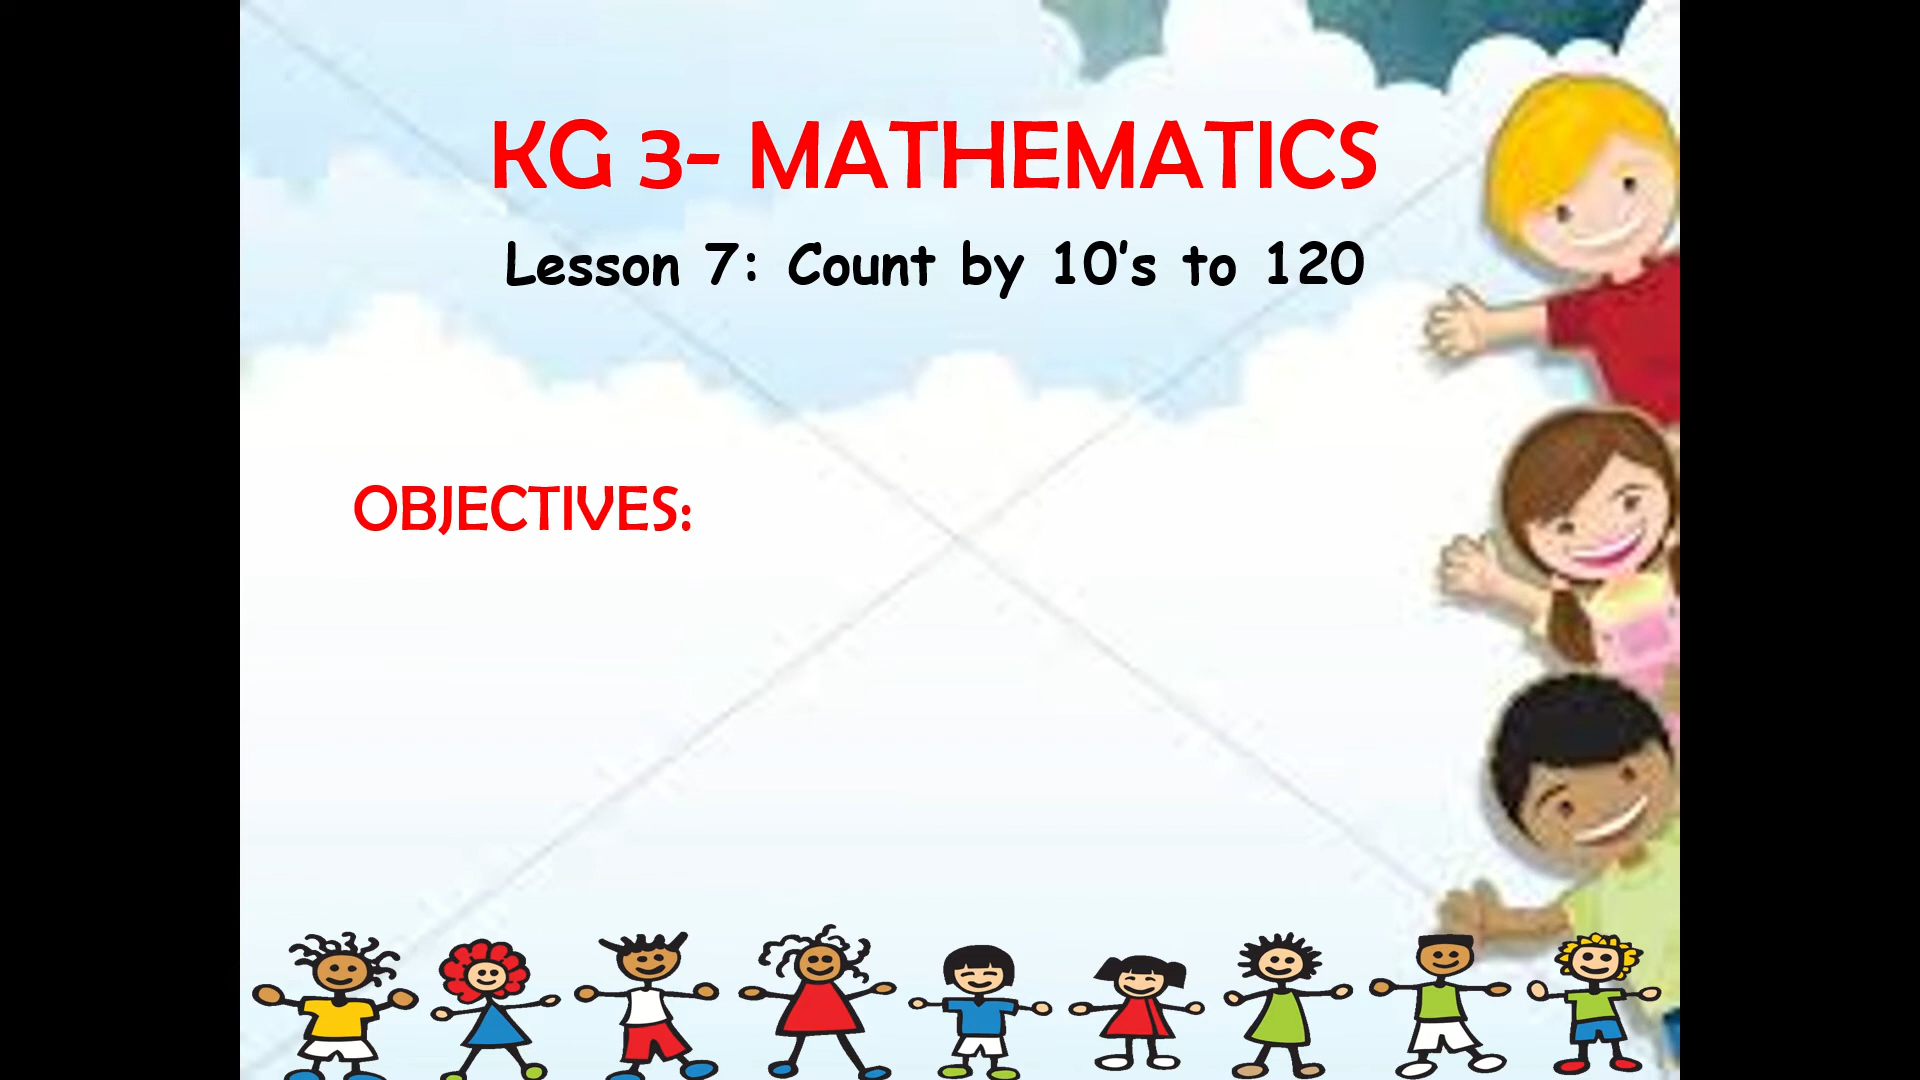 KG 3- MATHEMATICS
Lesson 7: Count by 10's to 120
OBJECTIVES: